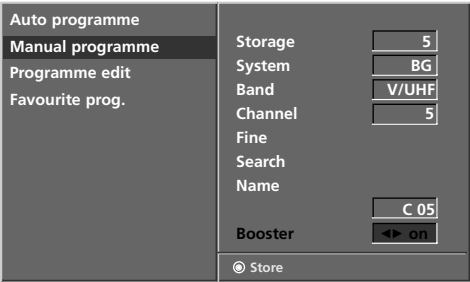 Auto programme
Manual programme
Programme edit
Favourite prog.
Storage 5
System BG
Band V/UHF
Channel 5
Fine
Search
Name
C 05
Booster ◀▶ on
Store